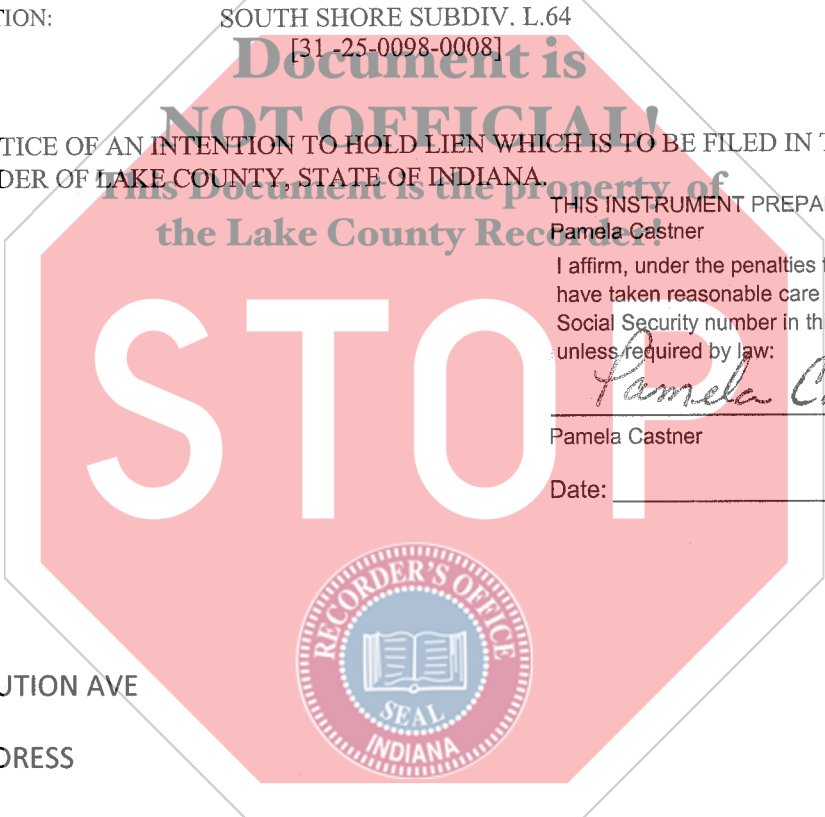 TION: SOUTH SHORE SUBDIV. L.64
[31 -25-0098-0008]
Document is
NOT OFFICIAL!
TICE OF AN INTENTION TO HOLD LIEN WHICH IS TO BE FILED IN T
DER OF LAKE COUNTY, STATE OF INDIANA.
This Document is the property of
the Lake County Recorder!
THIS INSTRUMENT PREPA
Pamela Castner
I affirm, under the penalties
have taken reasonable care
Social Security number in th
unless required by law:
Pamela C
Pamela Castner
Date:
STOP
RECORDER'S OFFICE
SEAL
INDIANA
UTION AVE
DRESS